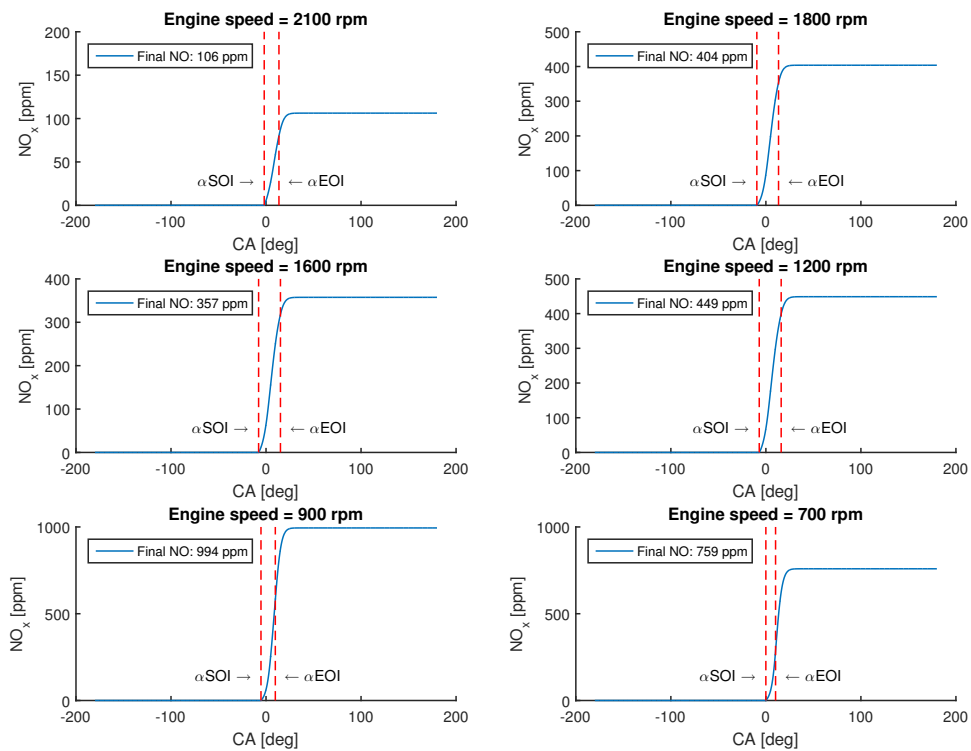 Engine speed = 2100 rpm
Final NO: 106 ppm
200
150
100
50
0
NOx [ppm]
αSOI →
← αEOI
-200 -100 0 100 200
CA [deg]
Engine speed = 1800 rpm
Final NO: 404 ppm
500
400
300
200
100
0
NOx [ppm]
αSOI →
← αEOI
-200 -100 0 100 200
CA [deg]
Engine speed = 1600 rpm
Final NO: 357 ppm
400
300
200
100
0
NOx [ppm]
αSOI →
← αEOI
-200 -100 0 100 200
CA [deg]
Engine speed = 1200 rpm
Final NO: 449 ppm
500
400
300
200
100
0
NOx [ppm]
αSOI →
← αEOI
-200 -100 0 100 200
CA [deg]
Engine speed = 900 rpm
Final NO: 994 ppm
1000
500
0
NOx [ppm]
αSOI →
← αEOI
-200 -100 0 100 200
CA [deg]
Engine speed = 700 rpm
Final NO: 759 ppm
1000
500
0
NOx [ppm]
αSOI →
← αEOI
-200 -100 0 100 200
CA [deg]